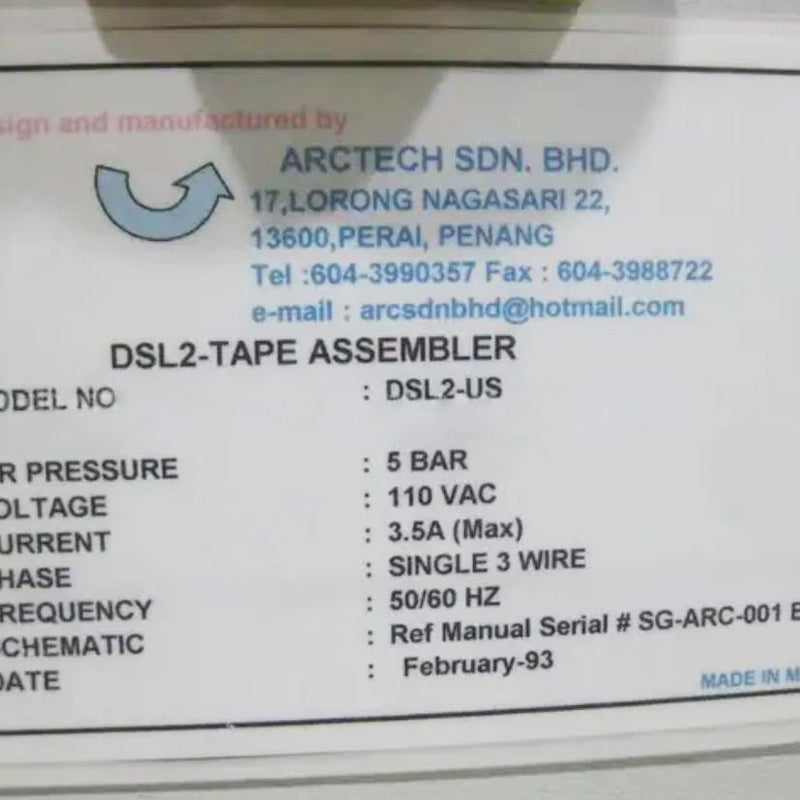 sign and manufactured by
ARCTECH SDN. BHD.
17,LORONG NAGASARI 22,
13600,PERAI, PENANG
Tel :604-3990357 Fax : 604-3988722
e-mail : arcsdnbhd@hotmail.com
DSL2-TAPE ASSEMBLER
ODEL NO : DSL2-US
R PRESSURE : 5 BAR
OLTAGE : 110 VAC
URRENT : 3.5A (Max)
HASE : SINGLE 3 WIRE
REQUENCY : 50/60 HZ
CHEMATIC : Ref Manual Serial # SG-ARC-001 E
DATE : February-93
MADE IN M